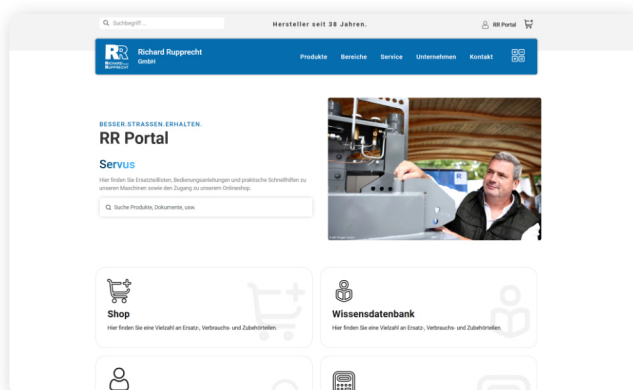 Suchbegriff ...
Hersteller seit 38 Jahren.
RR Portal
RR
Richard Rupprecht
GmbH
Produkte Bereiche Service Unternehmen Kontakt
BESSER.STRASSEN.ERHALTEN.
RR Portal
Servus
Hier finden Sie Ersatzteillisten, Bedienungsanleitungen und praktische Schnellhilfen zu
unseren Maschinen sowie den Zugang zu unserem Onlineshop.
Suche Produkte, Dokumente, usw.
Shop
Hier finden Sie eine Vielzahl an Ersatz-, Verbrauchs- und Zubehörteilen.
Wissensdatenbank
Hier finden Sie eine Vielzahl an Ersatz-, Verbrauchs- und Zubehörteilen.